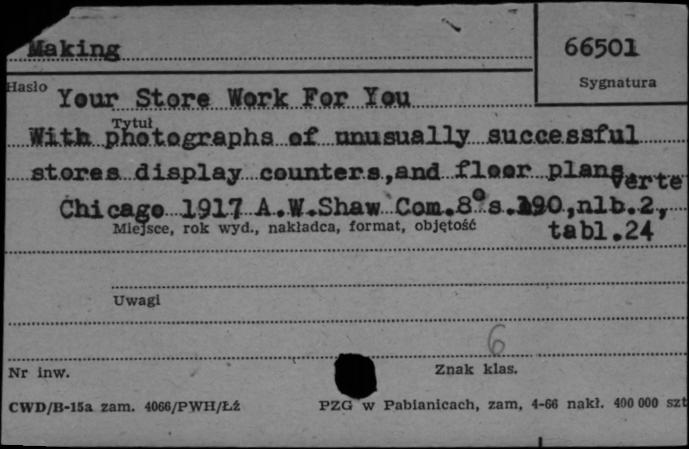 Making
66501
Hasło
Sygnatura
Your Store Work For You
Tytuł
With photographs of unusually successful
stores display counters,and floor plans
verte
Chicago 1917 A.W.Shaw Com.8° s.190,nlb.2,
Miejsce, rok wyd., nakładca, format, objętość
tabl.24
Uwagi
6
Nr inw.
Znak klas.
CWD/B-15a zam. 4066/PWH/Łż
PZG w Pabianicach, zam, 4-66 nakł. 400 000 szt